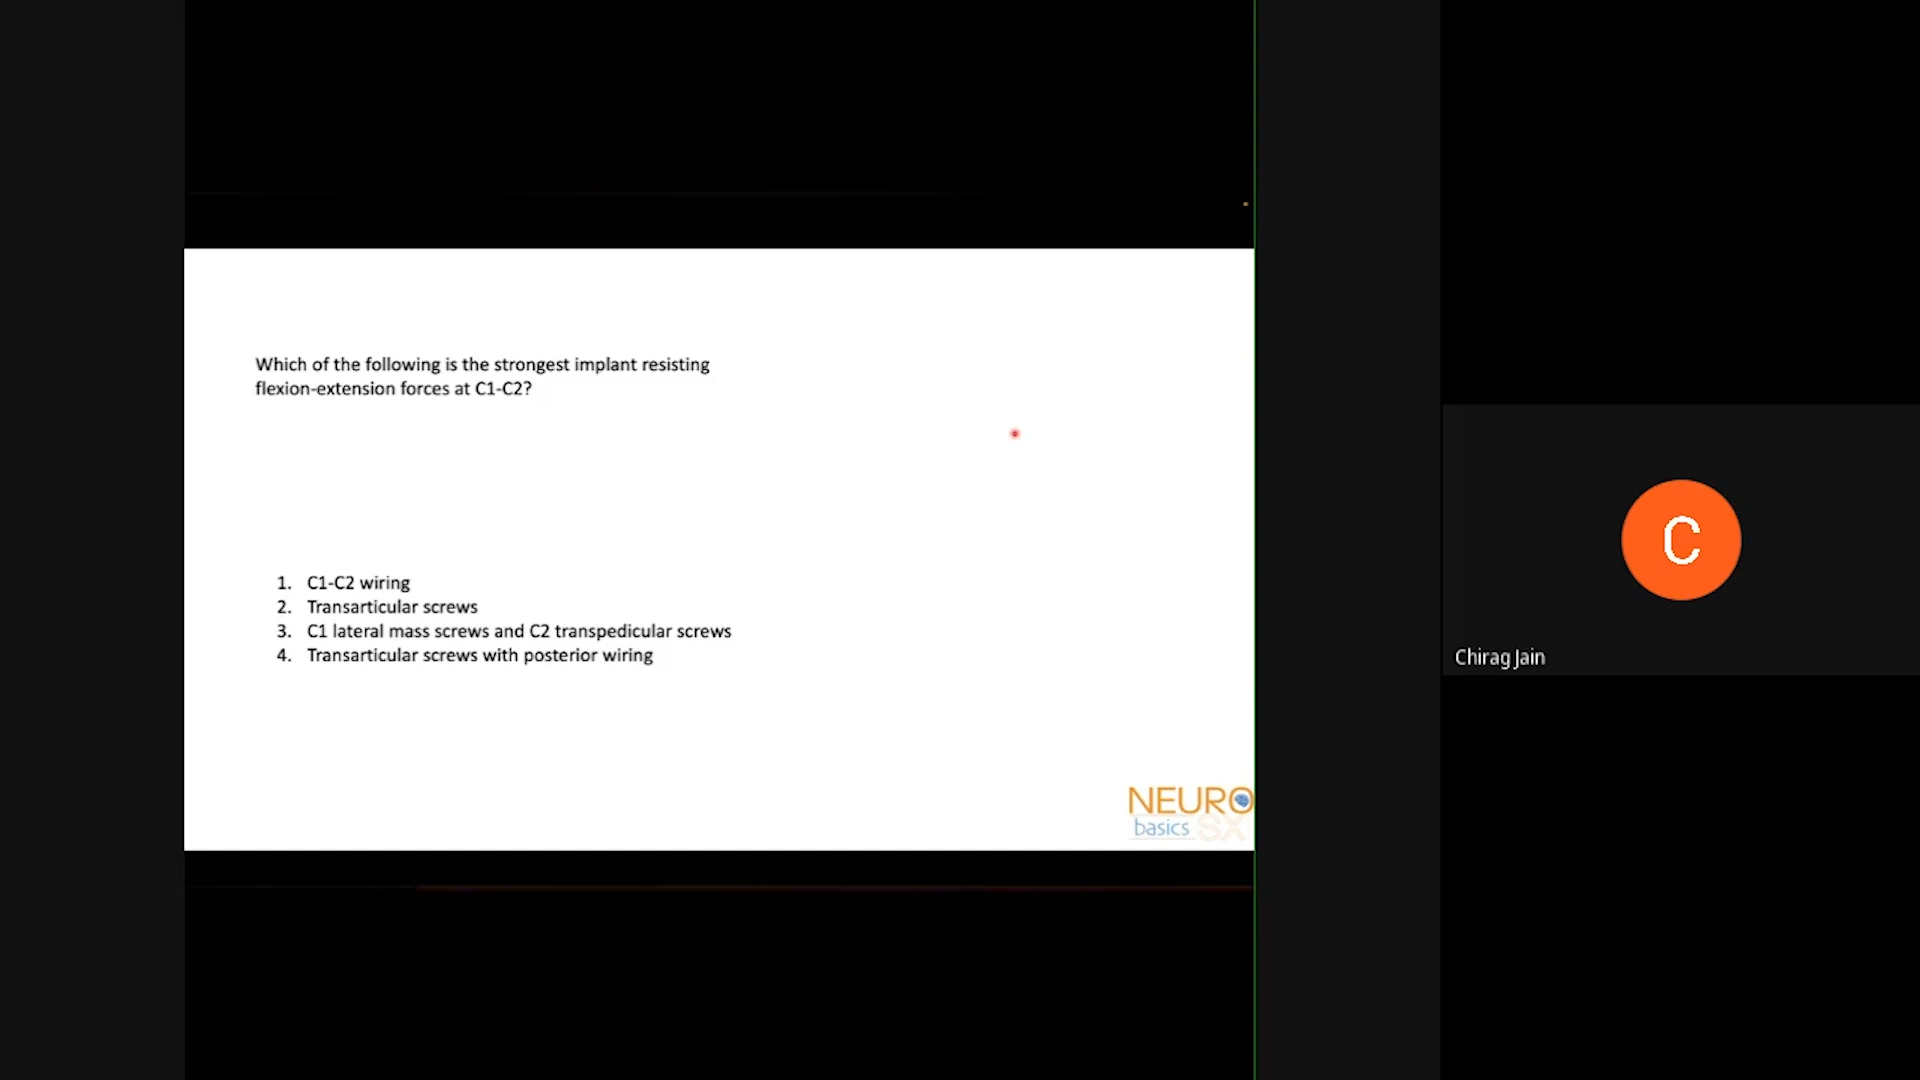 Which of the following is the strongest implant resisting
flexion-extension forces at C1-C2?
1. C1-C2 wiring
2. Transarticular screws
3. C1 lateral mass screws and C2 transpedicular screws
4. Transarticular screws with posterior wiring
NEURO
basics SX
C
Chirag Jain